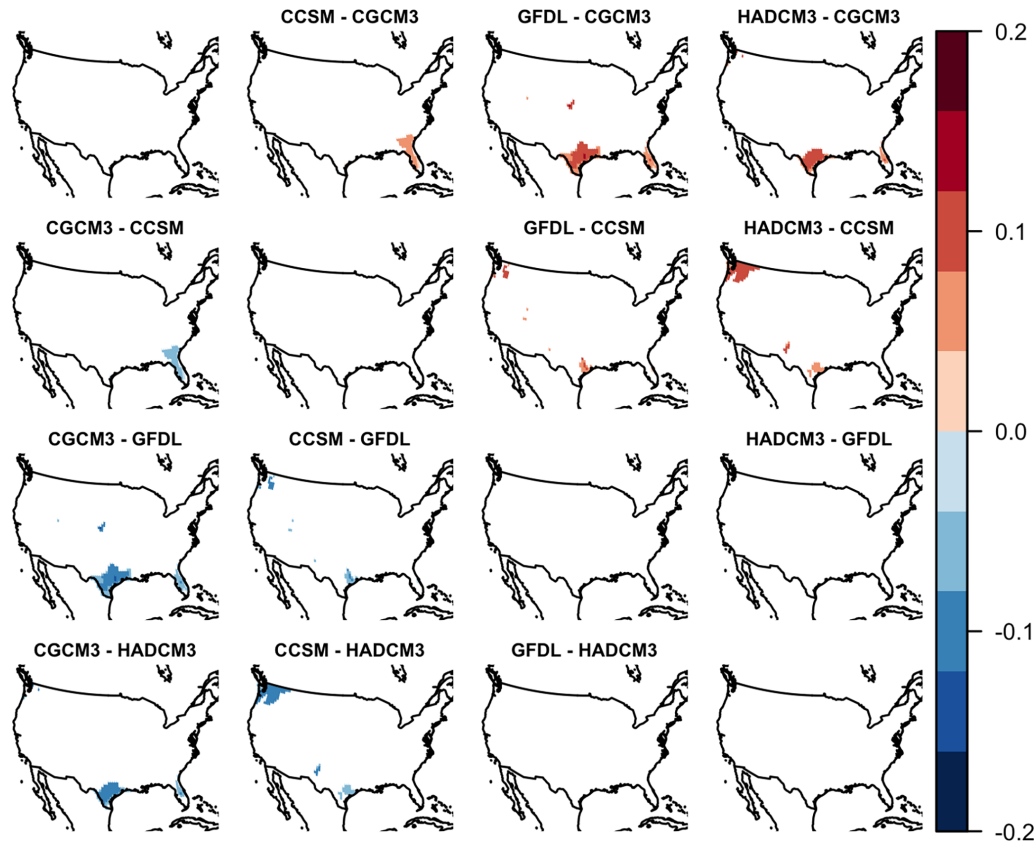 CCSM - CGCM3
GFDL - CGCM3
HADCM3 - CGCM3
CGCM3 - CCSM
GFDL - CCSM
HADCM3 - CCSM
CGCM3 - GFDL
CCSM - GFDL
HADCM3 - GFDL
CGCM3 - HADCM3
CCSM - HADCM3
GFDL - HADCM3
0.2
0.1
0.0
-0.1
-0.2